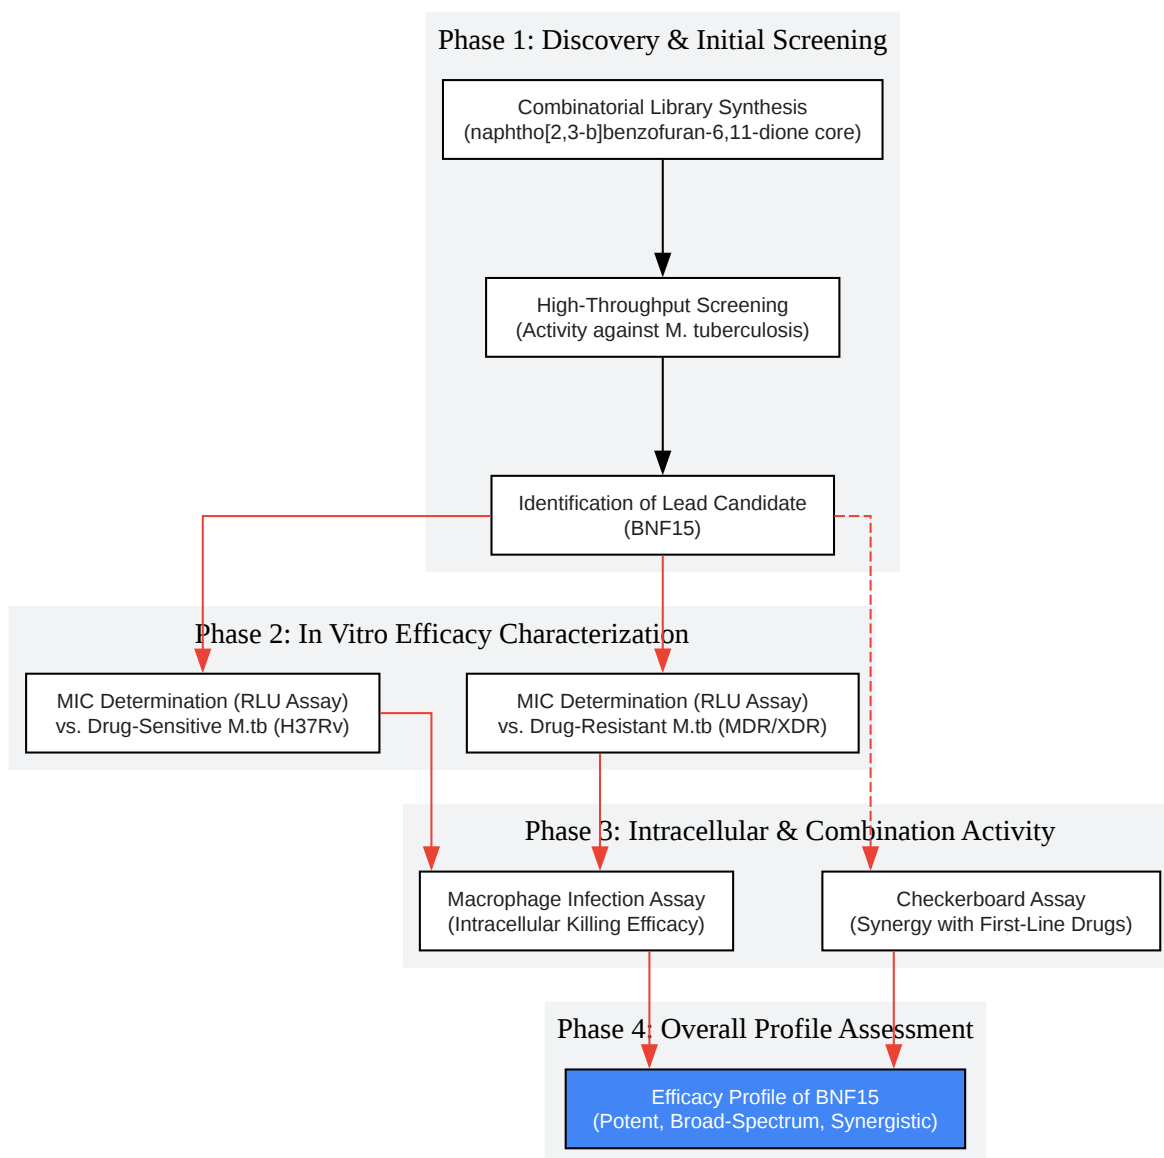 Phase 1: Discovery & Initial Screening
Combinatorial Library Synthesis
(naphtho[2,3-b]benzofuran-6,11-dione core)
High-Throughput Screening
(Activity against M. tuberculosis)
Identification of Lead Candidate
(BNF15)
Phase 2: In Vitro Efficacy Characterization
MIC Determination (RLU Assay)
vs. Drug-Sensitive M.tb (H37Rv)
MIC Determination (RLU Assay)
vs. Drug-Resistant M.tb (MDR/XDR)
Phase 3: Intracellular & Combination Activity
Macrophage Infection Assay
(Intracellular Killing Efficacy)
Checkerboard Assay
(Synergy with First-Line Drugs)
Phase 4: Overall Profile Assessment
Efficacy Profile of BNF15
(Potent, Broad-Spectrum, Synergistic)